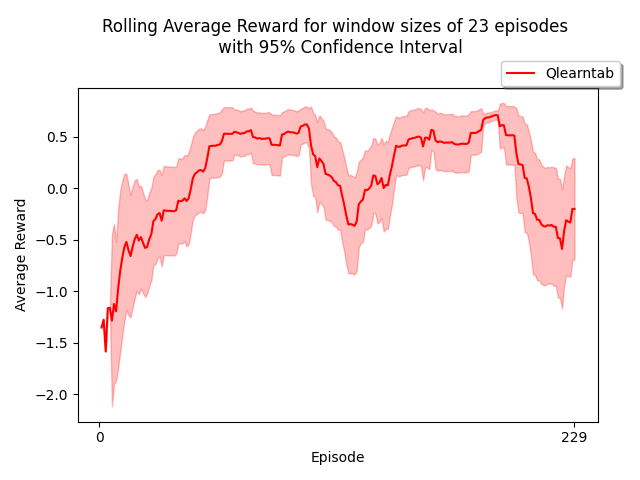 Rolling Average Reward for window sizes of 23 episodes
with 95% Confidence Interval
Qlearntab
Average Reward
0.5
0.0
−0.5
−1.0
−1.5
−2.0
0
229
Episode